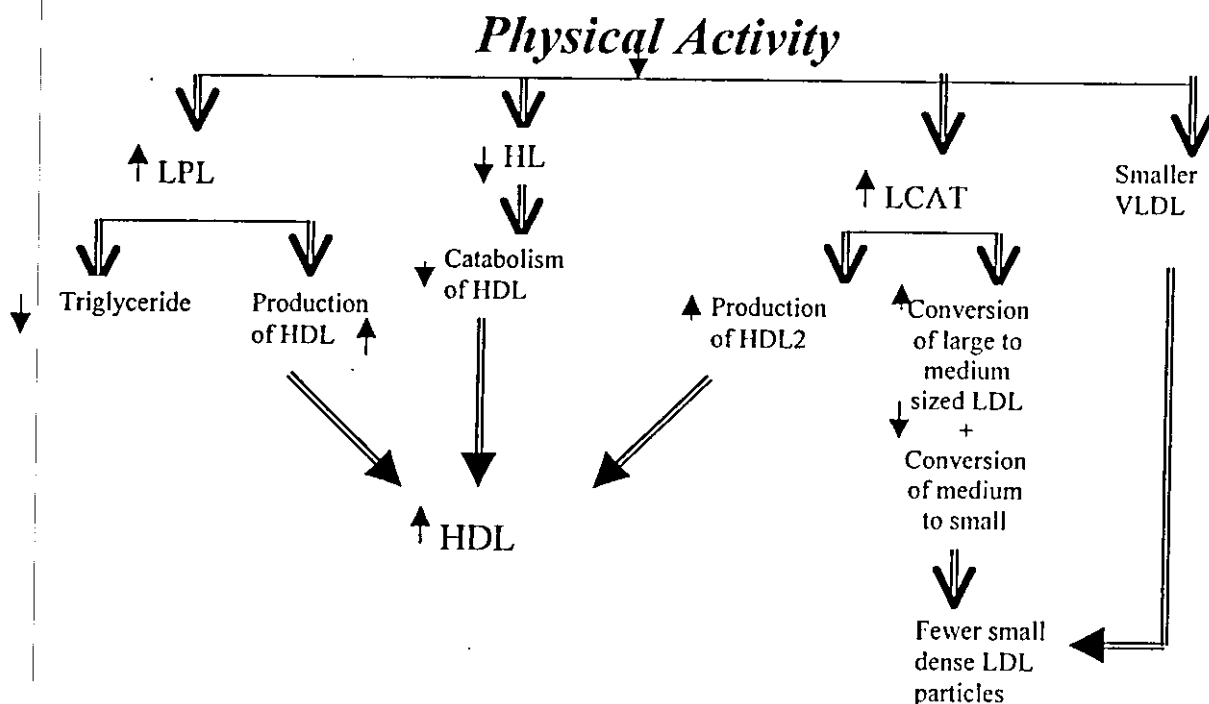 Physical Activity
LPL
HL
LCAT
Smaller
VLDL
Triglyceride
Production
of HDL
Catabolism
of HDL
Production
of HDL2
Conversion
of large to
medium
sized LDL
+
Conversion
of medium
to small
HDL
Fewer small
dense LDL
particles